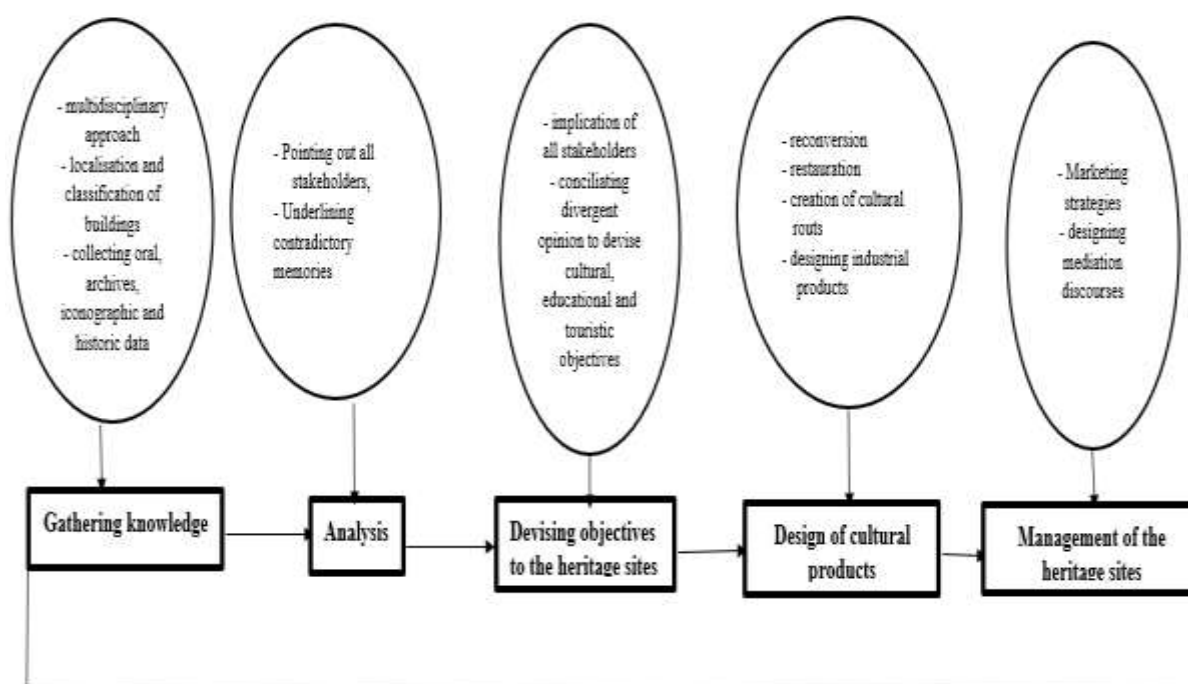 - multidisciplinary
approach
- localisation and
classification of
buildings
- collecting oral,
archives,
iconographic and
historic data
- Pointing out all
stakeholders,
- Underlining
contradictory
memories
- implication of
all stakeholders
- conciliating
divergent
opinion to devise
cultural,
educational and
touristic
objectives
- reconversion
- restauration
- creation of cultural
routs
- designing industrial
products
- Marketing
strategies
- designing
mediation
discourses
Gathering knowledge
Analysis
Devising objectives
to the heritage sites
Design of cultural
products
Management of the
heritage sites